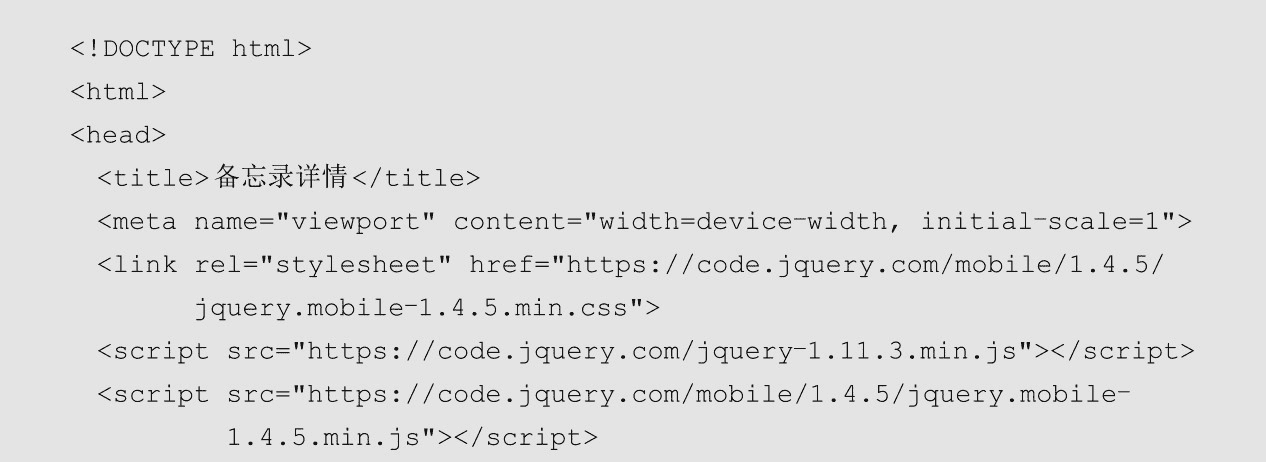 <!DOCTYPE html>
<html>
<head>
<title>备忘录详情</title>
<meta name="viewport" content="width=device-width, initial-scale=1">
<link rel="stylesheet" href="https://code.jquery.com/mobile/1.4.5/
jquery.mobile-1.4.5.min.css">
<script src="https://code.jquery.com/jquery-1.11.3.min.js"></script>
<script src="https://code.jquery.com/mobile/1.4.5/jquery.mobile-
1.4.5.min.js"></script>